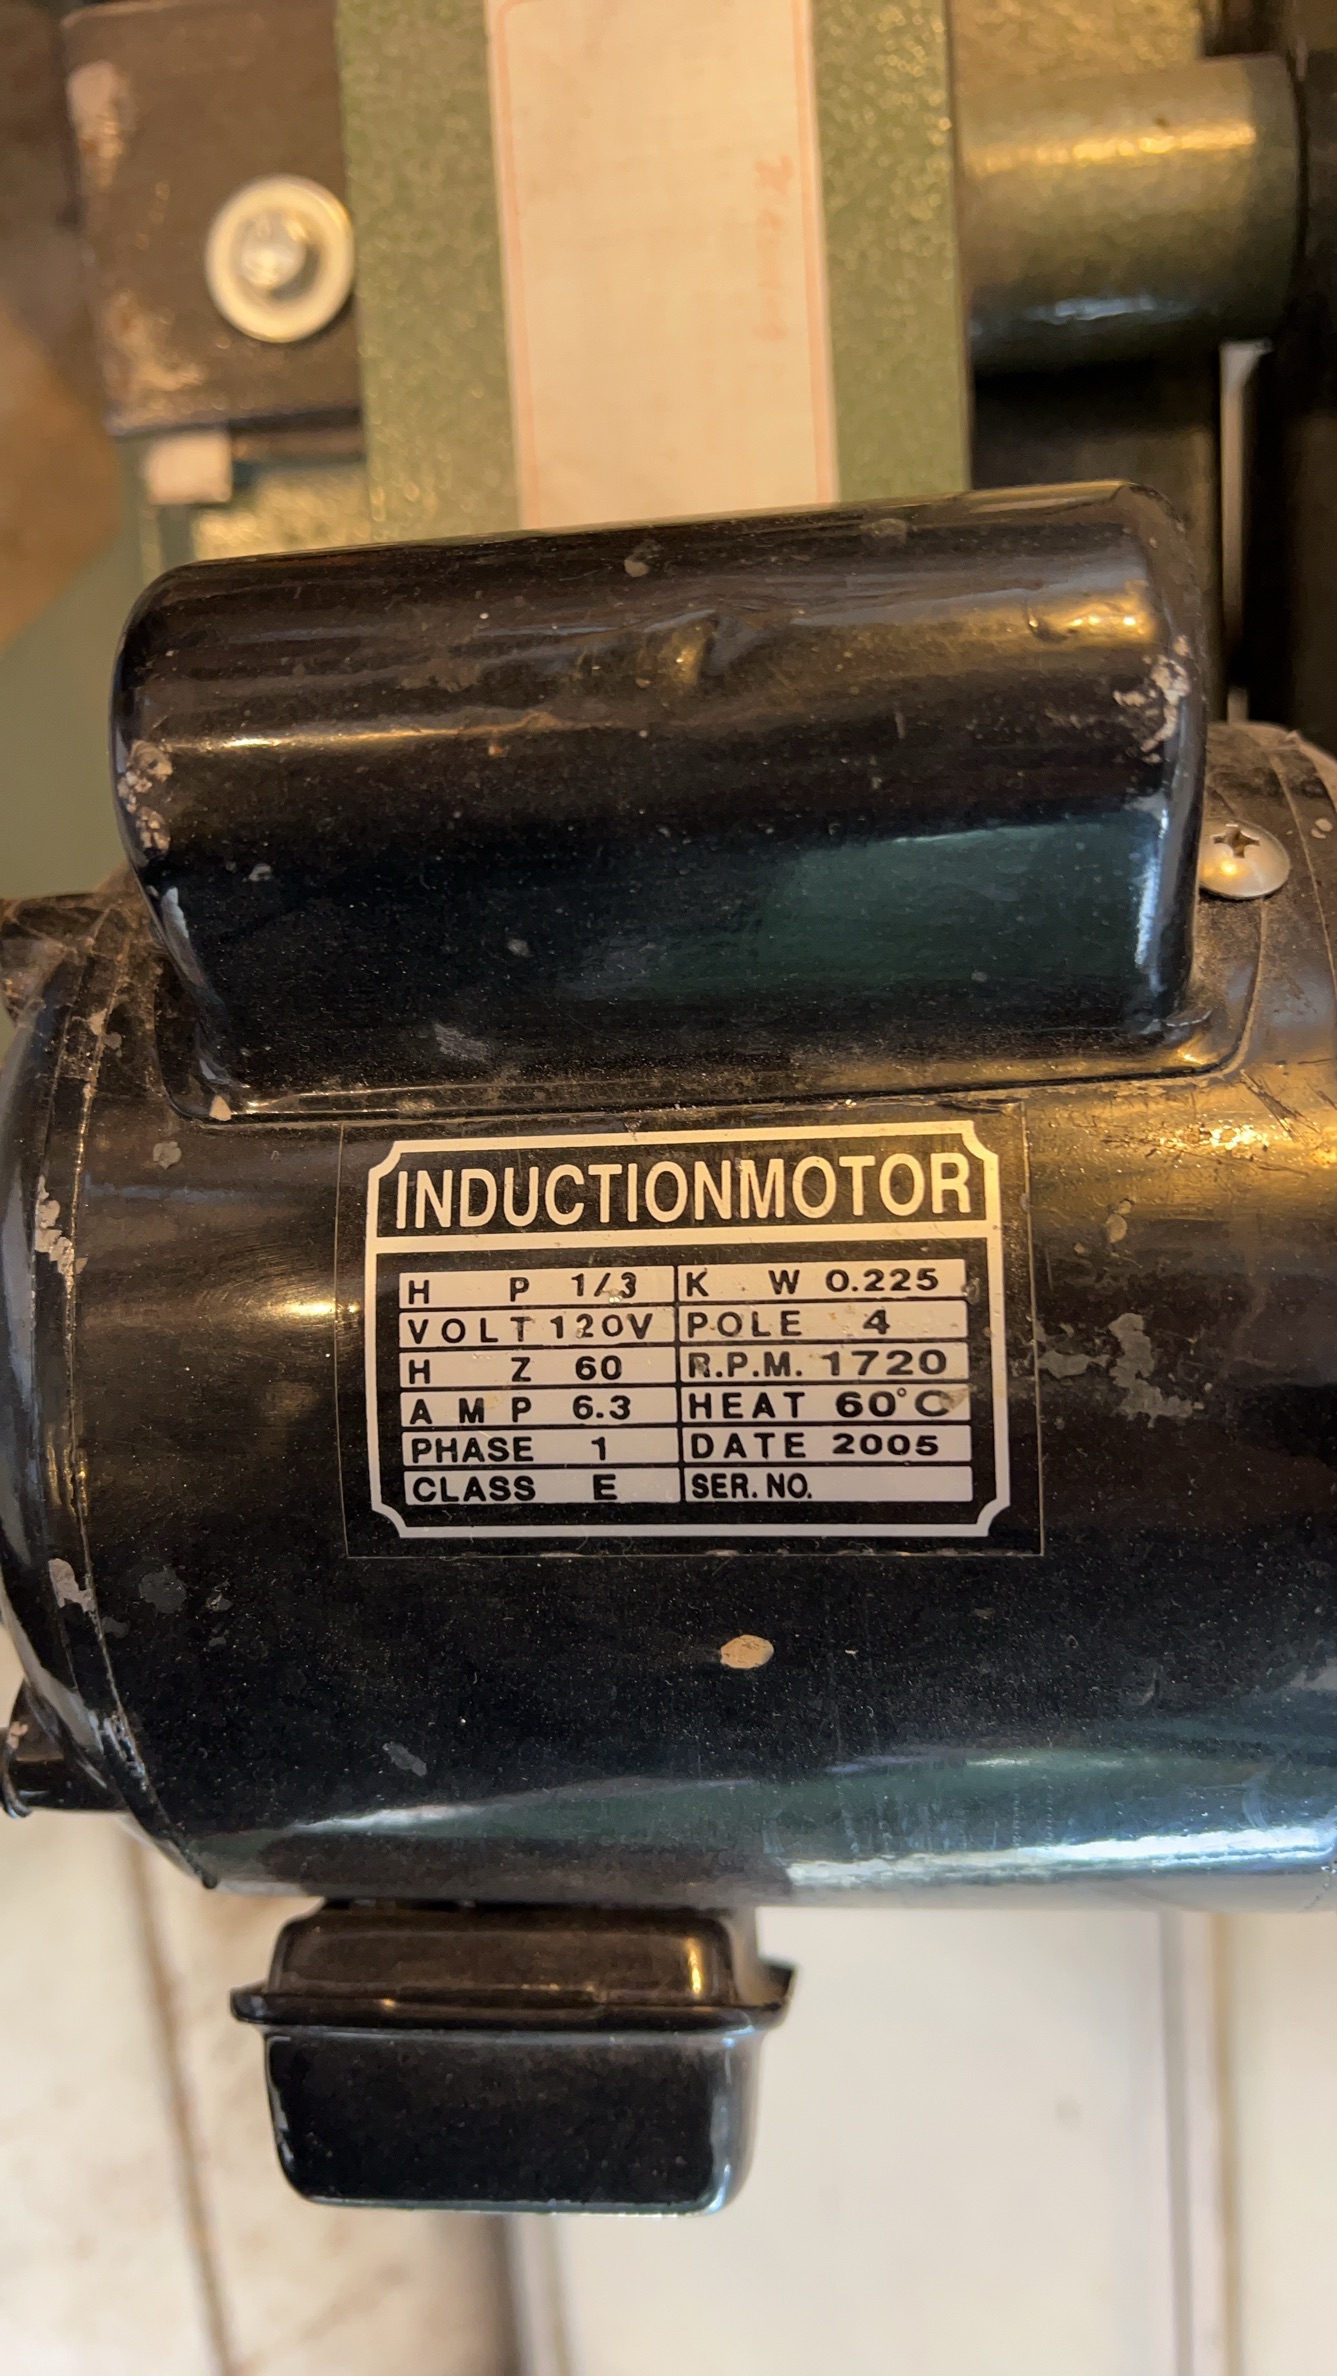 INDUCTIONMOTOR
H P 1/3 K W 0.225
VOLT 120V POLE 4
H Z 60 R.P.M. 1720
A M P 6.3 HEAT 60°C
PHASE 1 DATE 2005
CLASS E SER. NO.